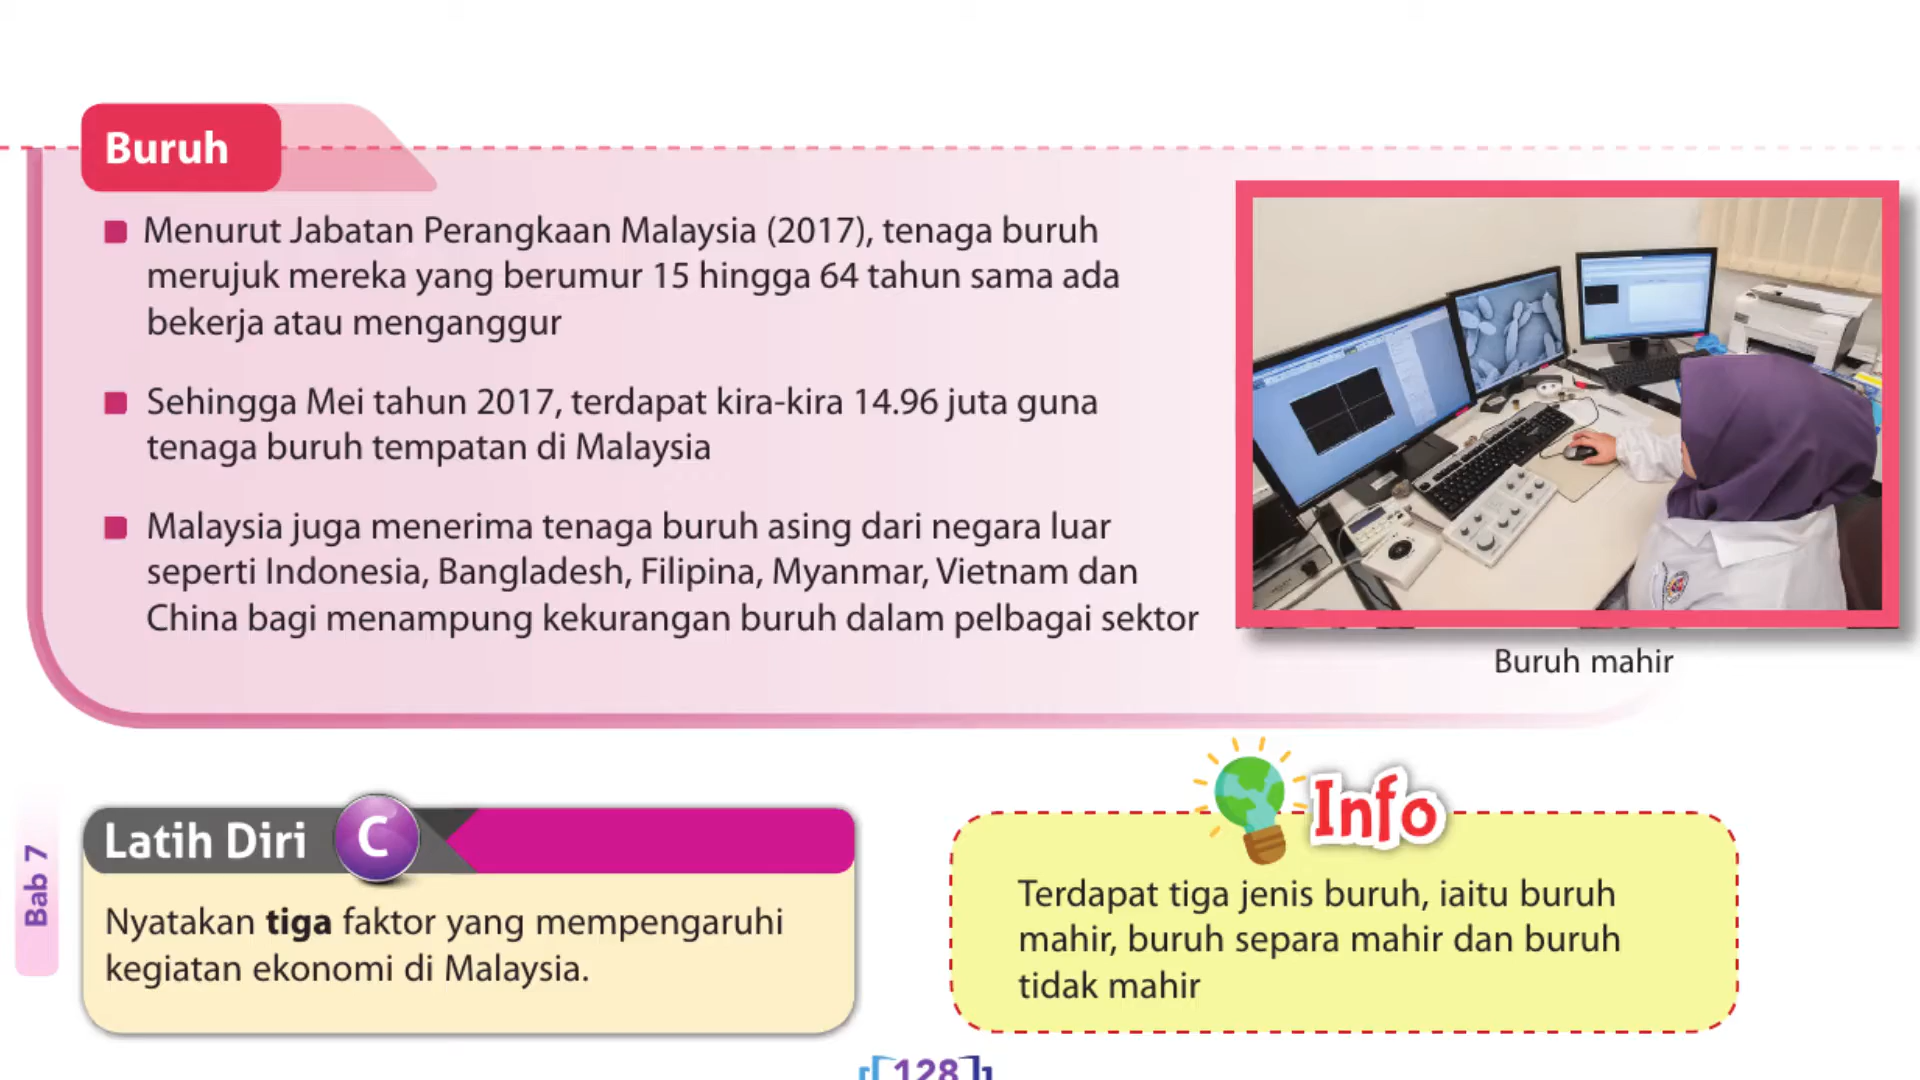 Buruh
Menurut Jabatan Perangkaan Malaysia (2017), tenaga buruh
merujuk mereka yang berumur 15 hingga 64 tahun sama ada
bekerja atau menganggur
Sehingga Mei tahun 2017, terdapat kira-kira 14.96 juta guna
tenaga buruh tempatan di Malaysia
Malaysia juga menerima tenaga buruh asing dari negara luar
seperti Indonesia, Bangladesh, Filipina, Myanmar, Vietnam dan
China bagi menampung kekurangan buruh dalam pelbagai sektor
Buruh mahir
Latih Diri C
Nyatakan tiga faktor yang mempengaruhi
kegiatan ekonomi di Malaysia.
Info
Terdapat tiga jenis buruh, iaitu buruh
mahir, buruh separa mahir dan buruh
tidak mahir
Bab 7
128